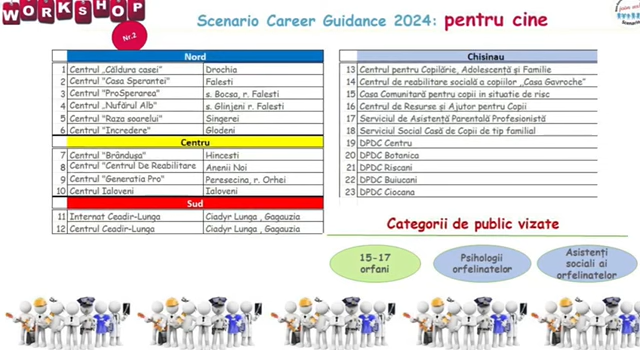 WORKSHOP
Nr.2
Scenario Career Guidance 2024: pentru cine
Nord
1 Centrul „Căldura casei" Drochia
2 Centrul "Casa Sperantei" Falesti
3 Centrul "ProSperarea" s. Bocsa, r. Falesti
4 Centrul „Nufărul Alb" s. Glinjeni r. Falesti
5 Centrul "Raza soarelui" Singerei
6 Centrul "Incredere" Glodeni
Centru
7 Centrul "Brândușa" Hincesti
8 Centrul "Centrul De Reabilitare Anenii Noi
9 Centrul "Generatia Pro" Peresecina, r. Orhei
10 Centrul Ialoveni Ialoveni
Sud
11 Internat Ceadir-Lunga Ciadyr Lunga , Gagauzia
12 Centrul Ceadir-Lunga Ciadyr Lunga , Gagauzia
Chisinau
13 Centrul pentru Copilărie, Adolescență și Familie
14 Centrul de reabilitare socială a copiilor „Casa Gavroche"
15 Casa Comunitară pentru copii in situatie de risc
16 Centrul de Resurse si Ajutor pentru Copii
17 Serviciul de Asistență Parentală Profesionistă
18 Serviciul Social Casă de Copii de tip familial
19 DPDC Centru
20 DPDC Botanica
21 DPDC Riscani
22 DPDC Buiucani
23 DPDC Ciocana
Categorii de public vizate
15-17
orfani
Psihologii
orfelinatelor
Asistenți
sociali ai
orfelinatelor